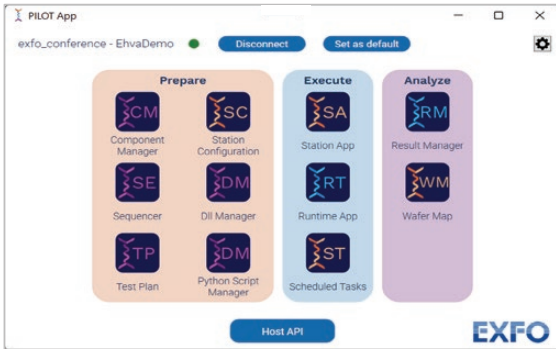 PILOT App
exfo_conference - EhvaDemo
Disconnect
Set as default
Prepare
Execute
Analyze
CM
SC
SA
RM
Component
Manager
Station
Configuration
Station App
Result Manager
SE
DM
RT
WM
Sequencer
Dll Manager
Runtime App
Wafer Map
TP
DM
ST
Test Plan
Python Script
Manager
Scheduled Tasks
Host API
EXFO